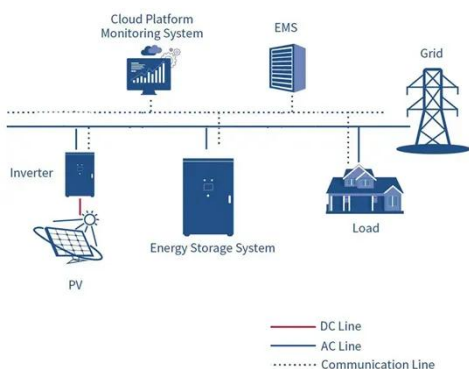 Cloud Platform
Monitoring System
EMS
Grid
Inverter
Energy Storage System
Load
PV
DC Line
AC Line
Communication Line